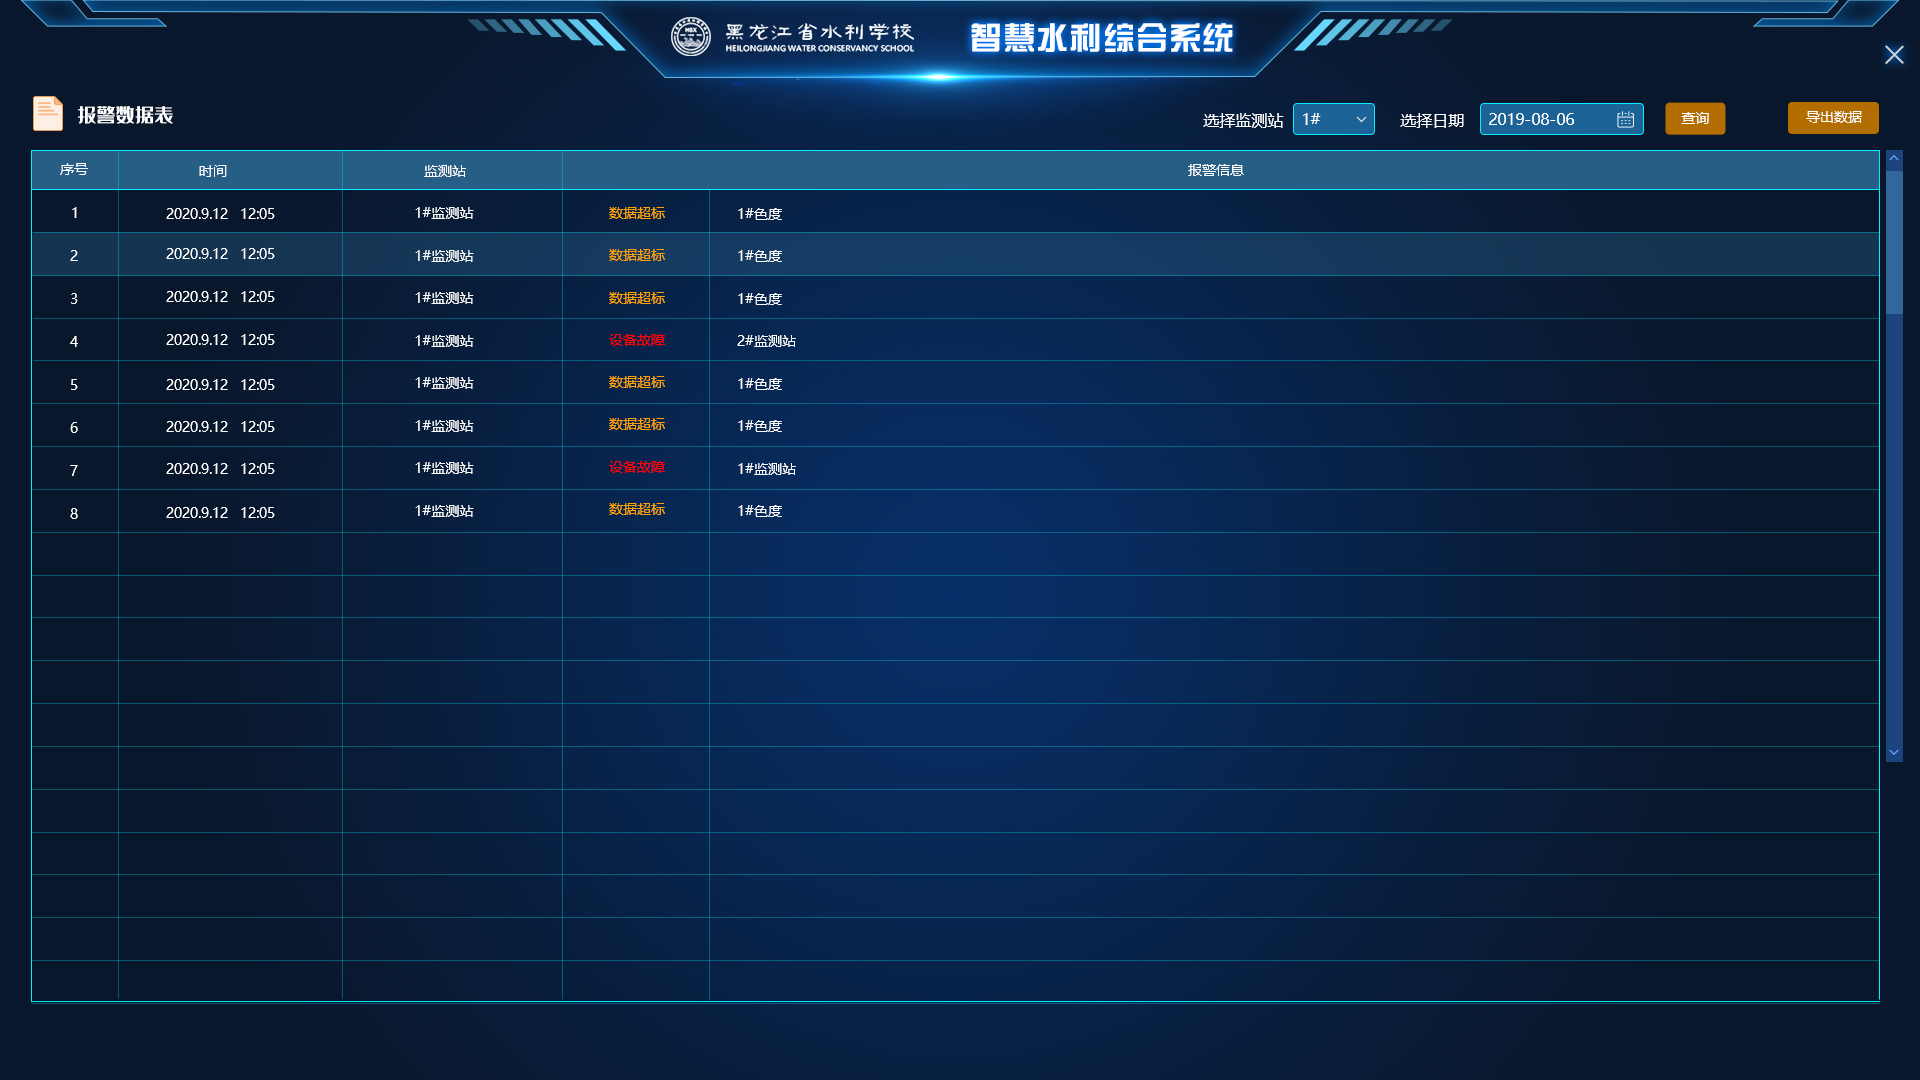 黑龙江省水利学校
HEILONGJIANG WATER CONSERVANCY SCHOOL
智慧水利综合系统
报警数据表
选择监测站 1# 选择日期 2019-08-06 查询 导出数据
序号 时间 监测站 报警信息
1 2020.9.12 12:05 1#监测站 数据超标 1#色度
2 2020.9.12 12:05 1#监测站 数据超标 1#色度
3 2020.9.12 12:05 1#监测站 数据超标 1#色度
4 2020.9.12 12:05 1#监测站 设备故障 2#监测站
5 2020.9.12 12:05 1#监测站 数据超标 1#色度
6 2020.9.12 12:05 1#监测站 数据超标 1#色度
7 2020.9.12 12:05 1#监测站 设备故障 1#监测站
8 2020.9.12 12:05 1#监测站 数据超标 1#色度